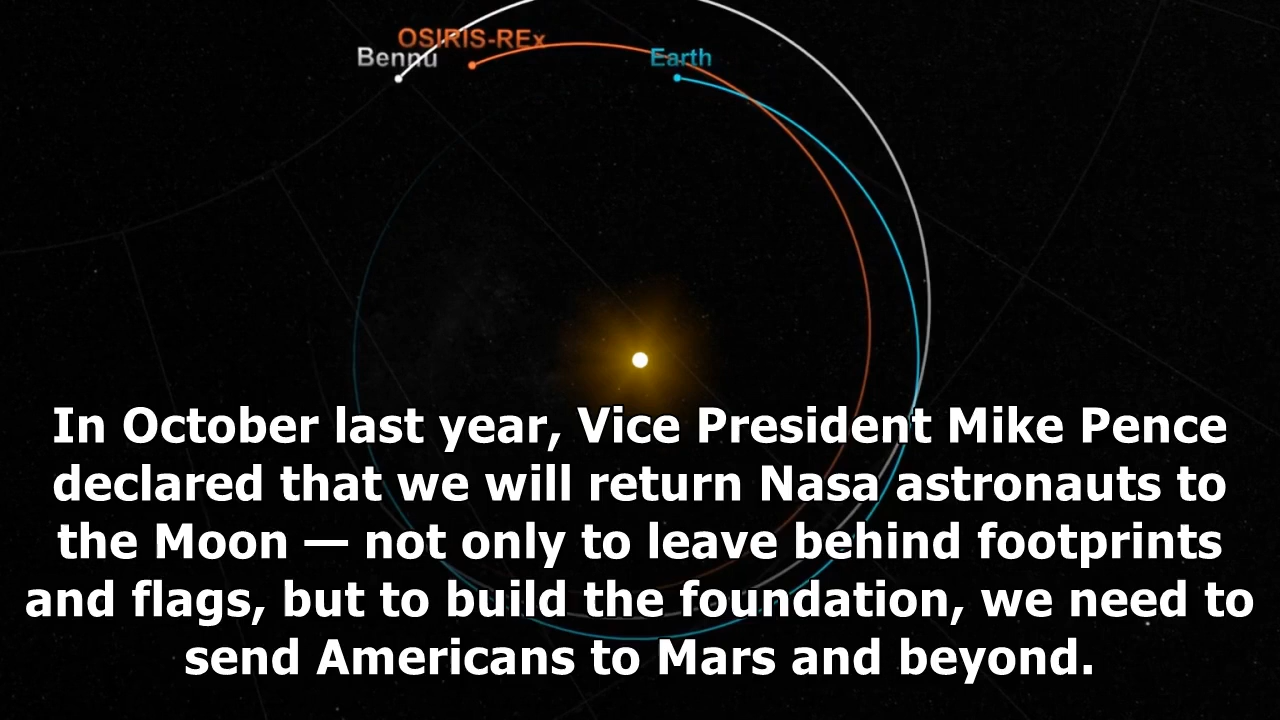 OSIRIS-REx
Bennu
Earth
In October last year, Vice President Mike Pence
declared that we will return Nasa astronauts to
the Moon — not only to leave behind footprints
and flags, but to build the foundation, we need to
send Americans to Mars and beyond.